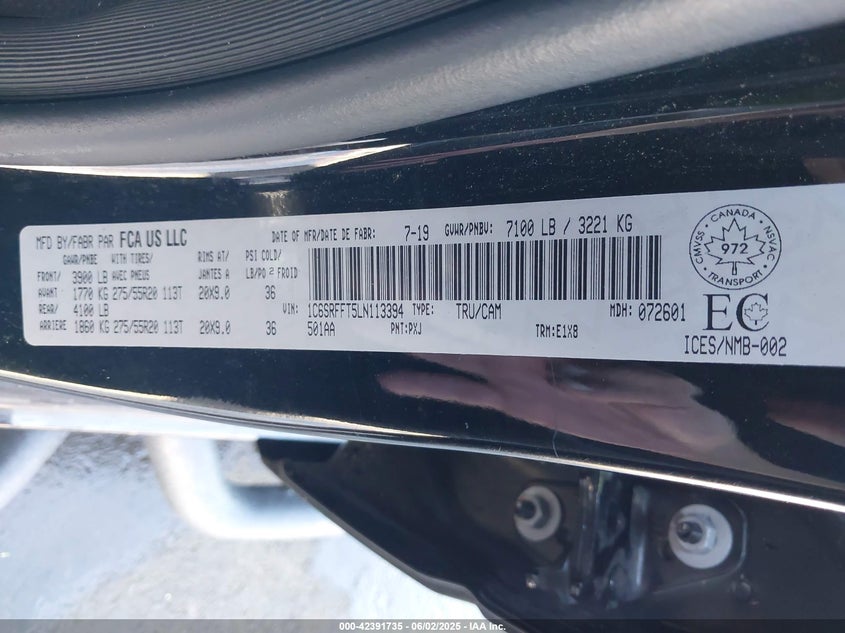 MFD BY/FABR PAR FCA US LLC DATE OF MFR/DATE DE FABR: 7-19 GVWR/PNBV: 7100 LB / 3221 KG
GAWR/PNBE WITH TIRES/ RIMS AT/ PSI COLD/
FRONT/ 3900 LB AVEC PNEUS JANTES A LB/PO2 FROID
AVANT 1770 KG 275/55R20 113T 20X9.0 36
REAR/ 4100 LB
ARRIERE 1860 KG 275/55R20 113T 20X9.0 36
VIN: 1C6SRFFT5LN113394 TYPE: TRU/CAM MDH: 072601
501AA PNT:PXJ TRM:E1X8
CANADA
CMVSS NSVAC
972
TRANSPORT
EC
ICES/NMB-002
000-42391735 - 06/02/2025 - IAA Inc.